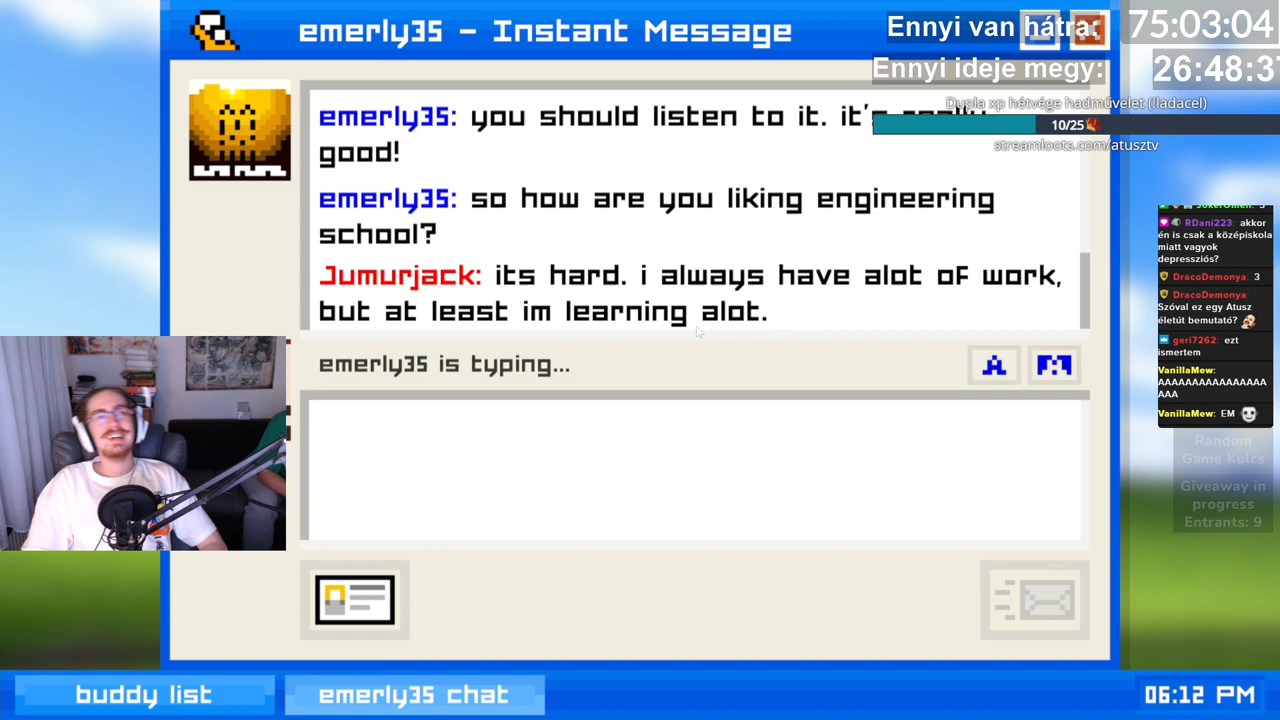 emerly35 - Instant Message
Ennyi van hátra:
75:03:04
Ennyi ideje megy:
26:48:37
Dupla xp hétvége hadművelet (!ladacel)
10/25
streamloots.com/atusztv
emerly35: you should listen to it. it's really
good!
emerly35: so how are you liking engineering
school?
Jumurjack: its hard. i always have alot of work,
but at least im learning alot.
emerly35 is typing...
RDani223: akkor
én is csak a középiskola
miatt vagyok
depressziós?
DracoDemonya: 3
DracoDemonya:
Szóval ez egy Atusz
életút bemutató?
geri7262: ezt
ismertem
VanillaMew:
AAAAAAAAAAAAAAAAA
AAA
VanillaMew: EM
Random
Game Kulcs
Giveaway in
progress
Entrants: 9
buddy list
emerly35 chat
06:12 PM